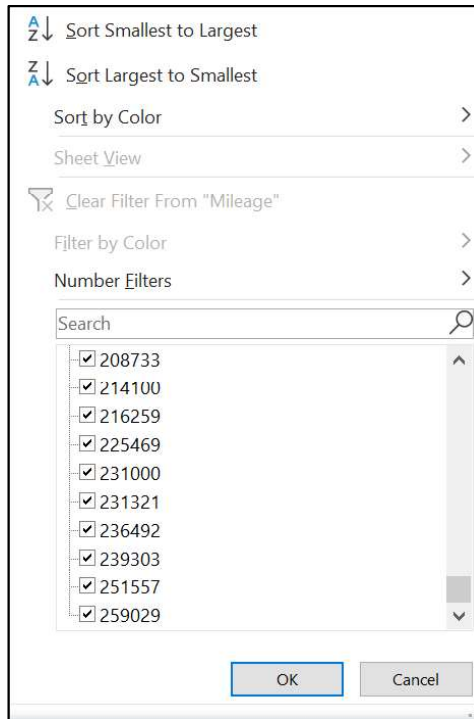 Sort Smallest to Largest
Sort Largest to Smallest
Sort by Color
Sheet View
Clear Filter From "Mileage"
Filter by Color
Number Filters
Search
208733
214100
216259
225469
231000
231321
236492
239303
251557
259029
OK Cancel